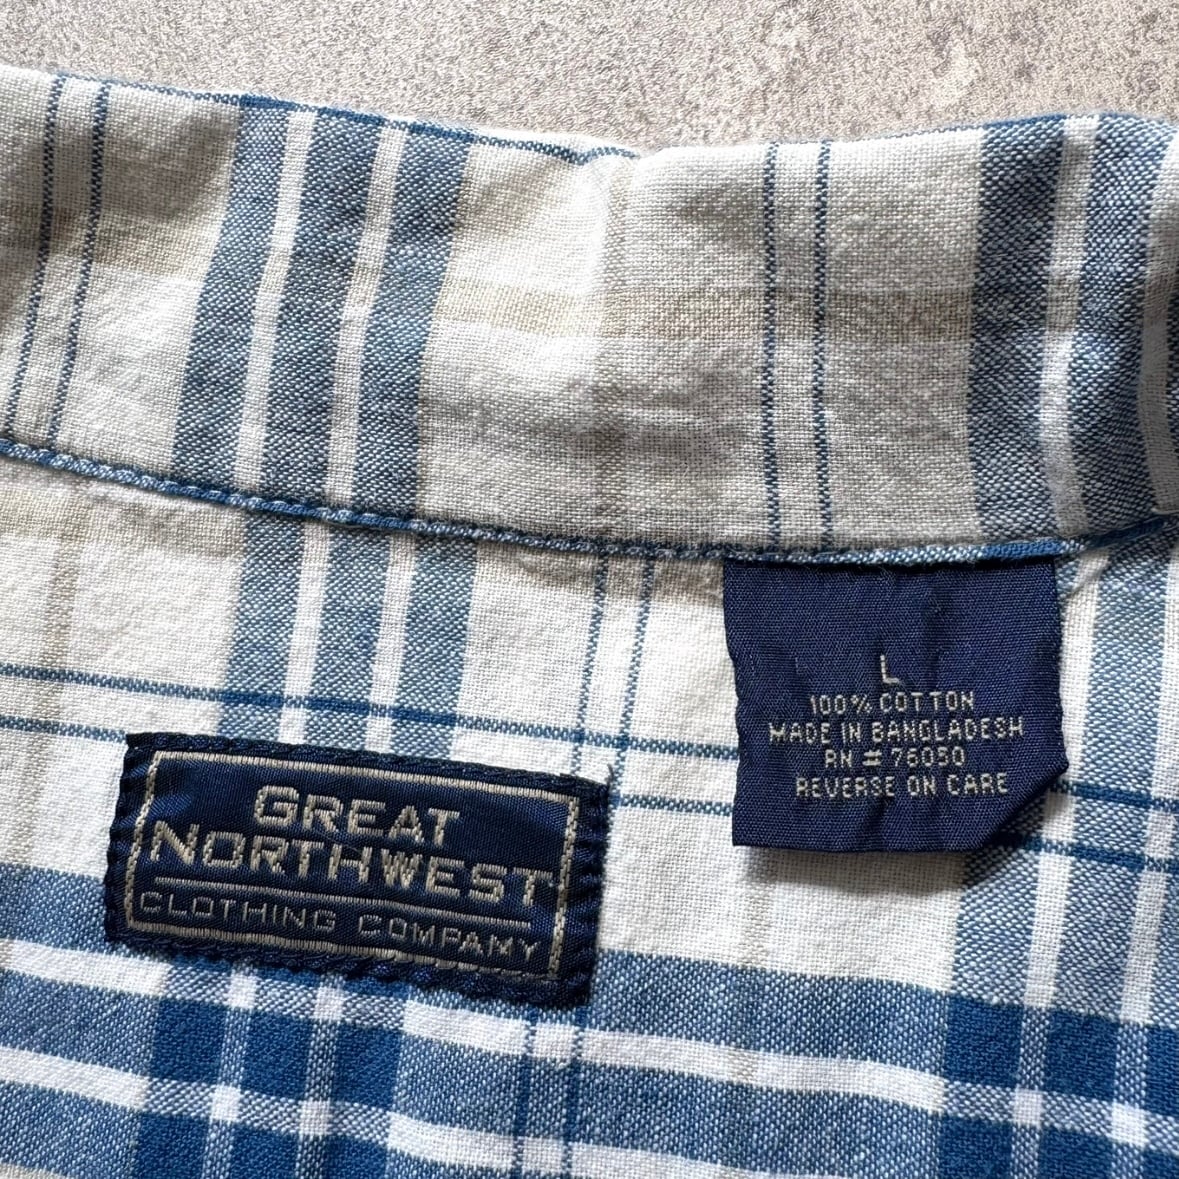 GREAT
NORTHWEST
CLOTHING COMPANY
L
100% COTTON
MADE IN BANGLADESH
RN # 76050
REVERSE ON CARE